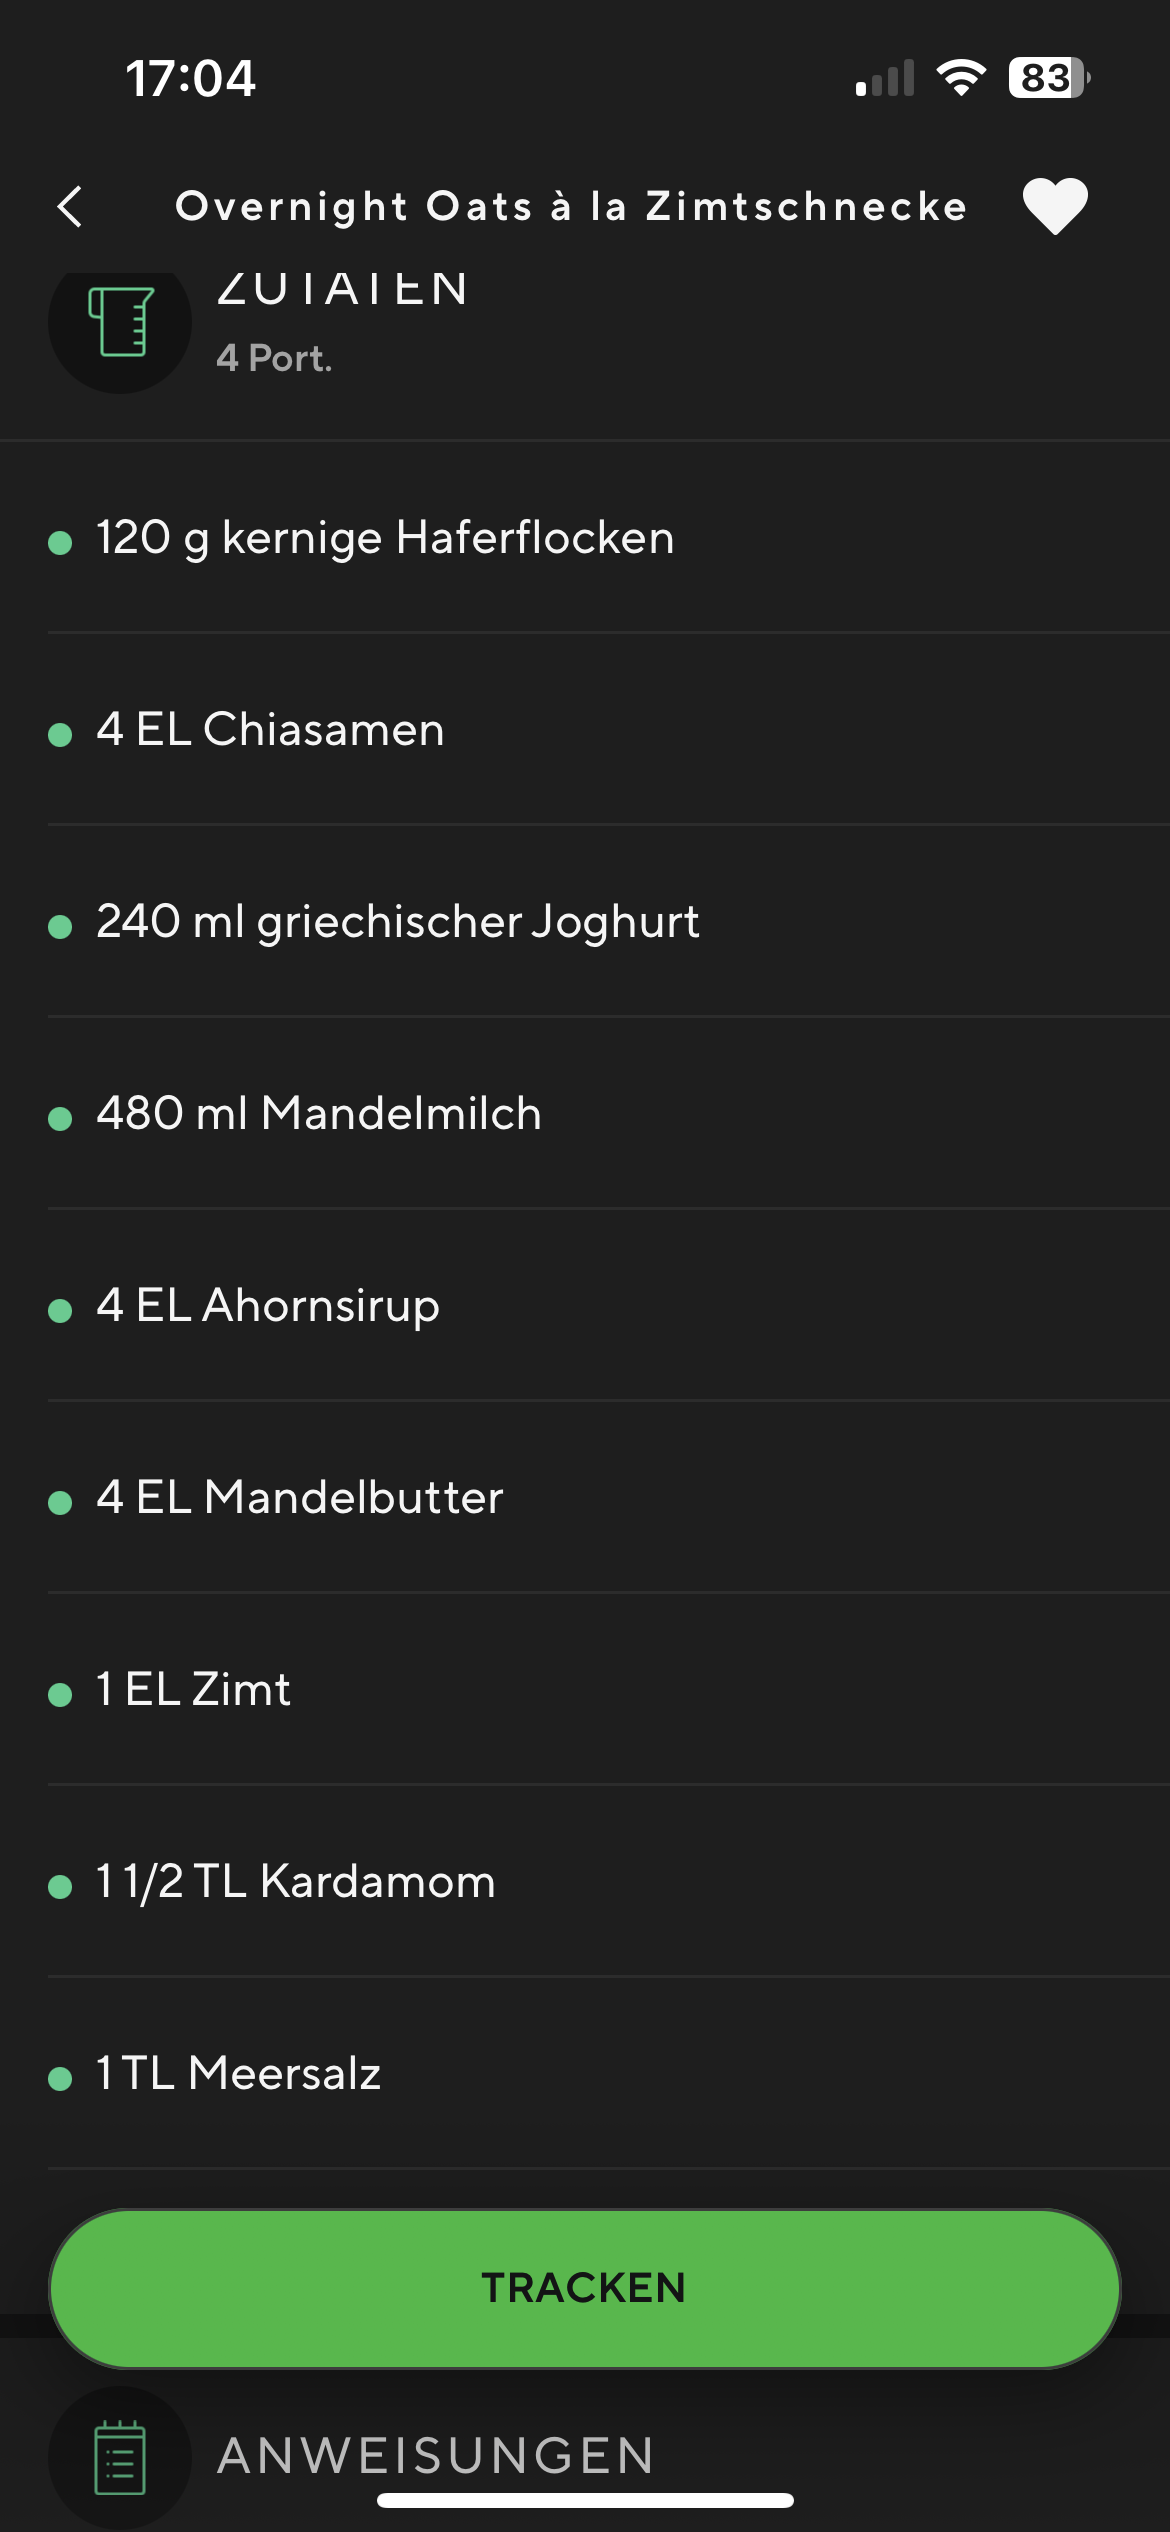 17:04
83
Overnight Oats à la Zimtschnecke
ZUTATEN
4 Port.
120 g kernige Haferflocken
4 EL Chiasamen
240 ml griechischer Joghurt
480 ml Mandelmilch
4 EL Ahornsirup
4 EL Mandelbutter
1 EL Zimt
1 1/2 TL Kardamom
1 TL Meersalz
TRACKEN
ANWEISUNGEN